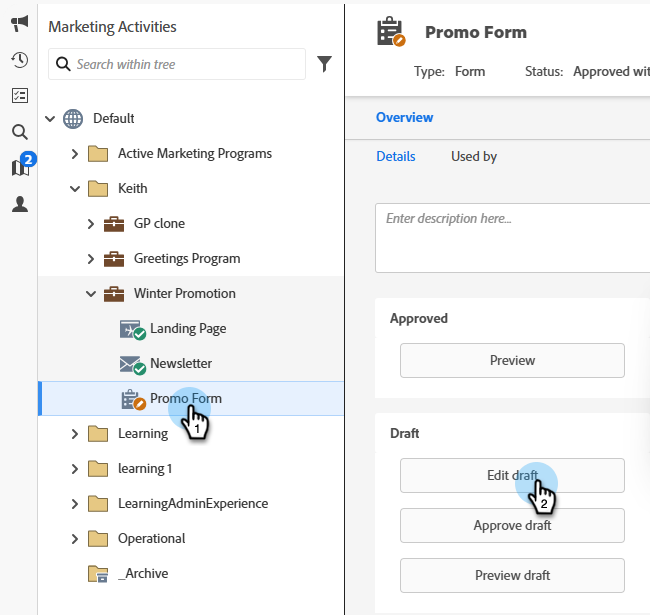 Marketing Activities
Search within tree
2
Default
Active Marketing Programs
Keith
GP clone
Greetings Program
Winter Promotion
Landing Page
Newsletter
Promo Form
1
Learning
learning 1
LearningAdminExperience
Operational
_Archive
Promo Form
Type: Form Status: Approved wit
Overview
Details Used by
Enter description here...
Approved
Preview
Draft
Edit draft
2
Approve draft
Preview draft